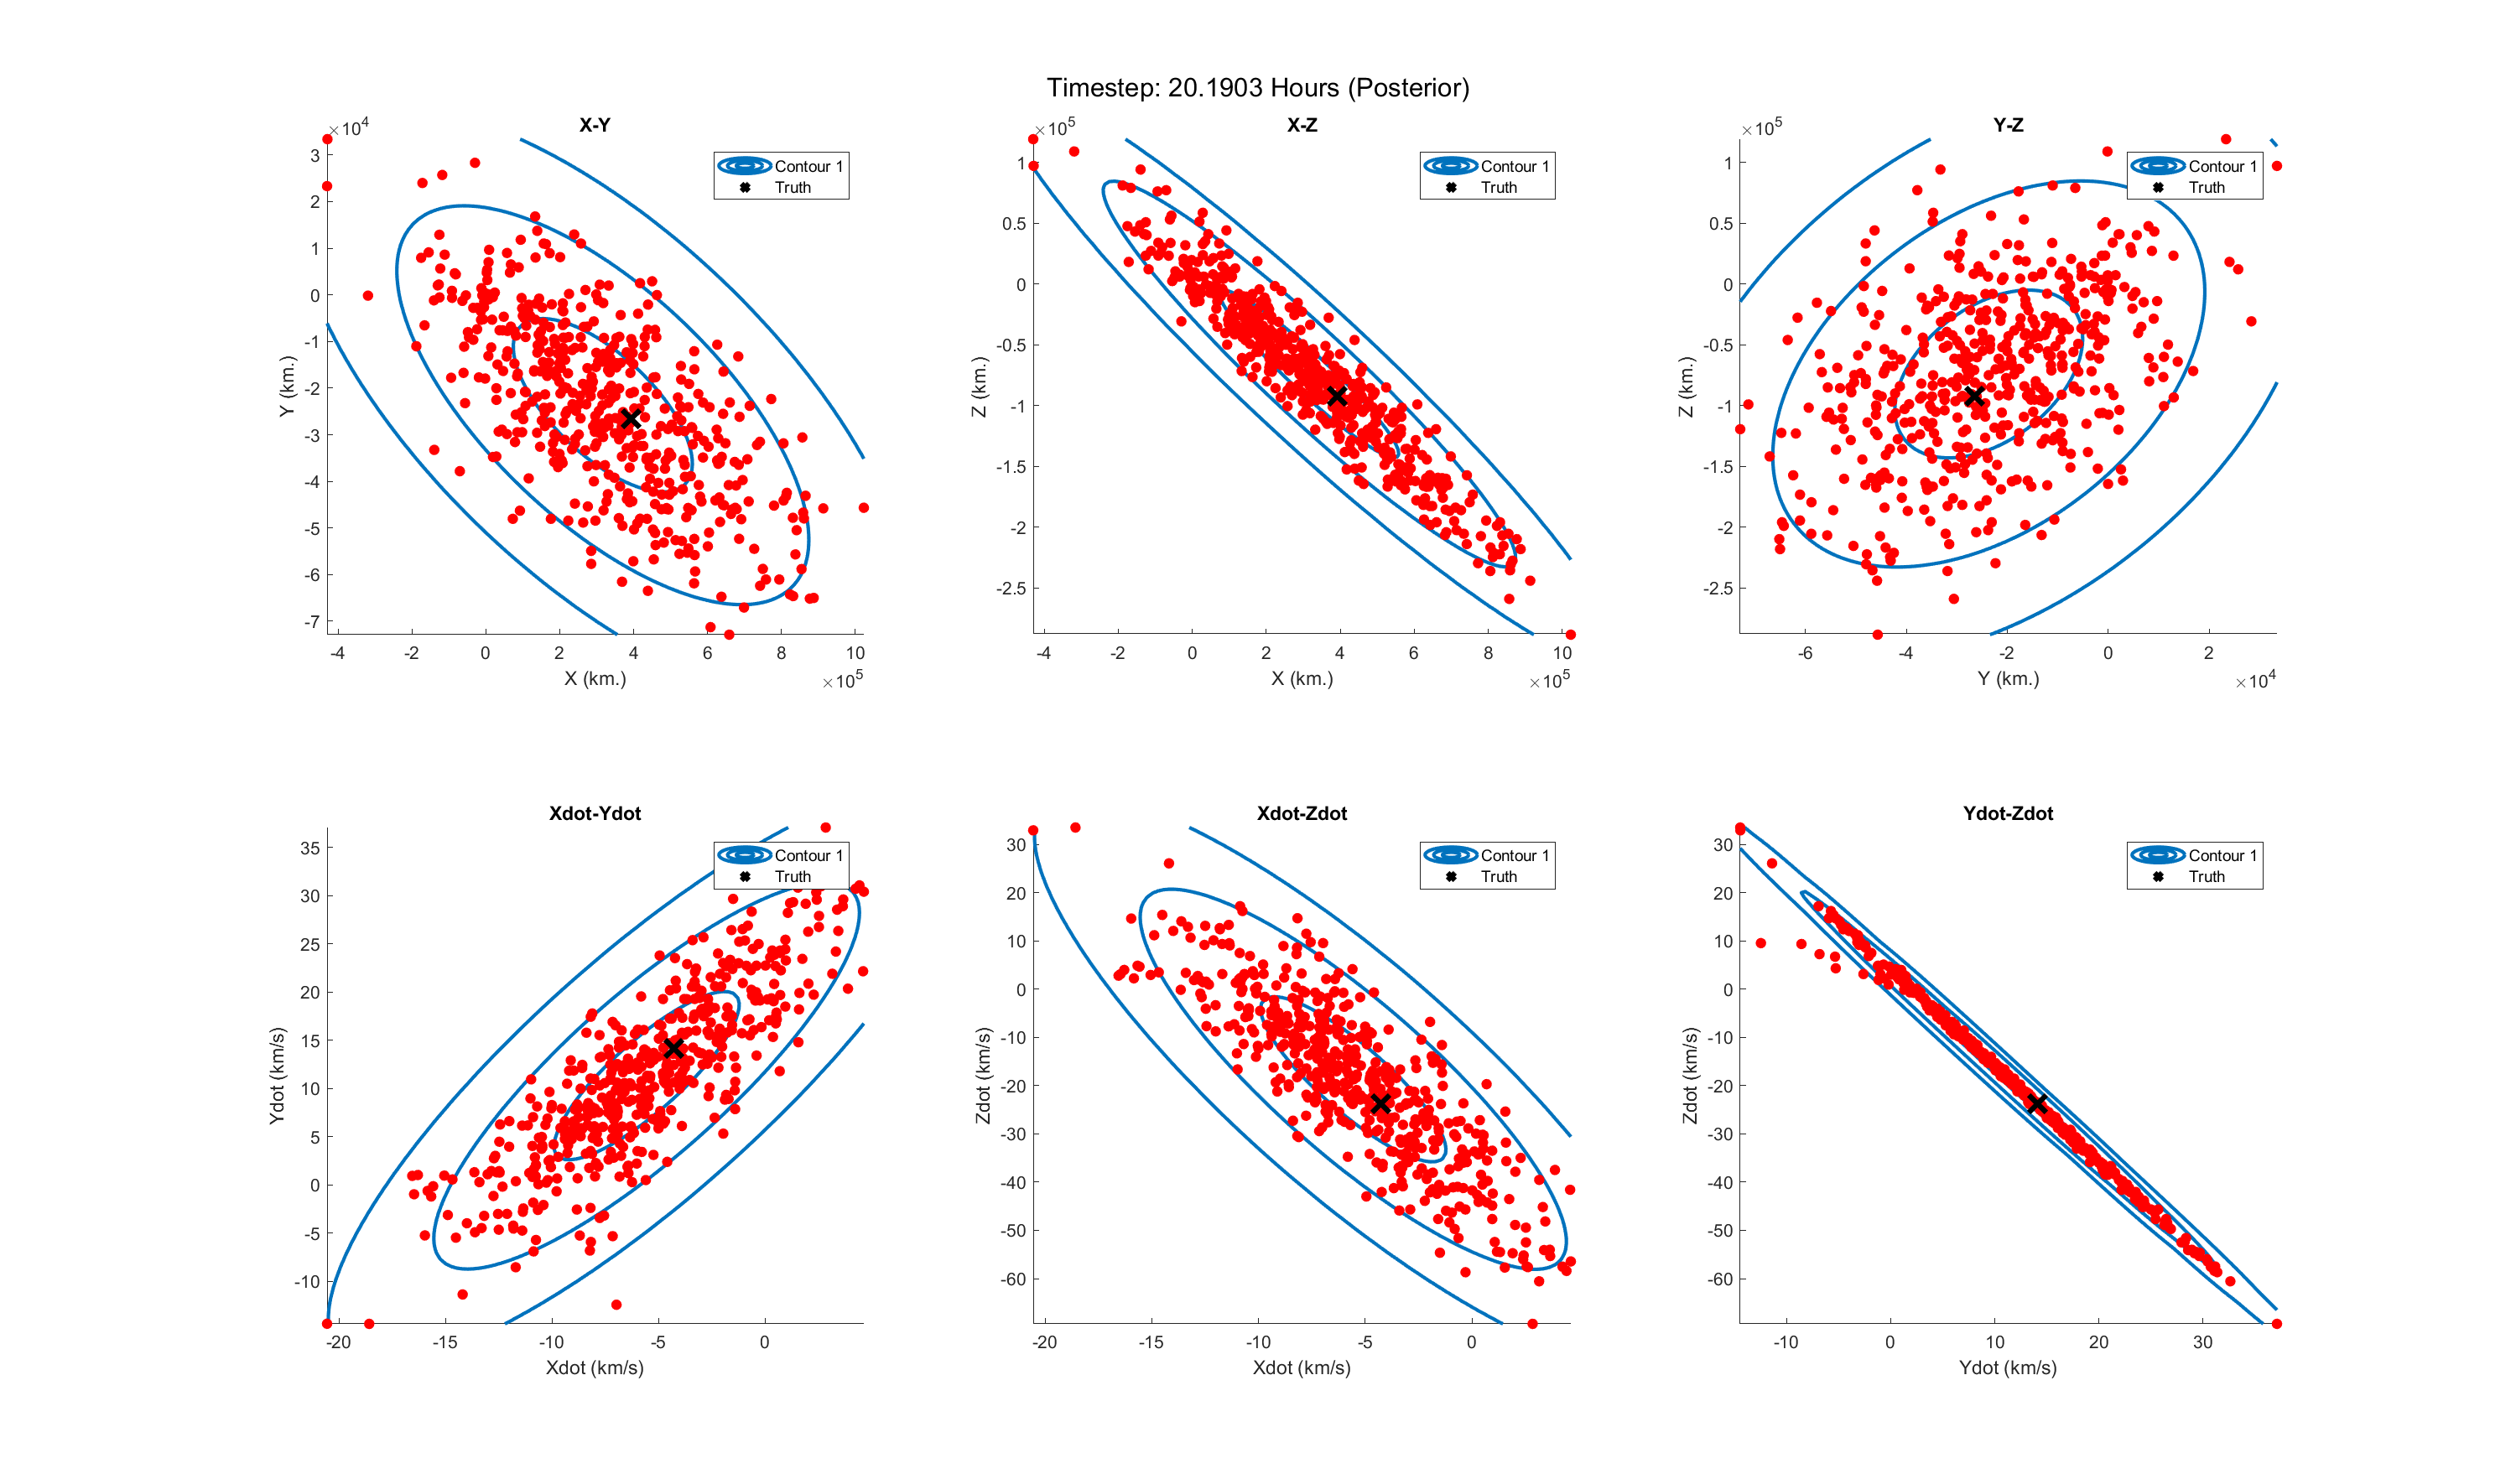 Timestep: 20.1903 Hours (Posterior)
X-Y
×10^4
3
2
1
0
-1
-2
-3
-4
-5
-6
-7
Y (km.)
-4 -2 0 2 4 6 8 10
X (km.)
×10^5
Contour 1
Truth
X-Z
×10^5
1
0.5
0
-0.5
-1
-1.5
-2
-2.5
Z (km.)
-4 -2 0 2 4 6 8 10
X (km.)
×10^5
Contour 1
Truth
Y-Z
×10^5
1
0.5
0
-0.5
-1
-1.5
-2
-2.5
Z (km.)
-6 -4 -2 0 2
Y (km.)
×10^4
Contour 1
Truth
Xdot-Ydot
35
30
25
20
15
10
5
0
-5
-10
Ydot (km/s)
-20 -15 -10 -5 0
Xdot (km/s)
Contour 1
Truth
Xdot-Zdot
30
20
10
0
-10
-20
-30
-40
-50
-60
Zdot (km/s)
-20 -15 -10 -5 0
Xdot (km/s)
Contour 1
Truth
Ydot-Zdot
30
20
10
0
-10
-20
-30
-40
-50
-60
Zdot (km/s)
-10 0 10 20 30
Ydot (km/s)
Contour 1
Truth